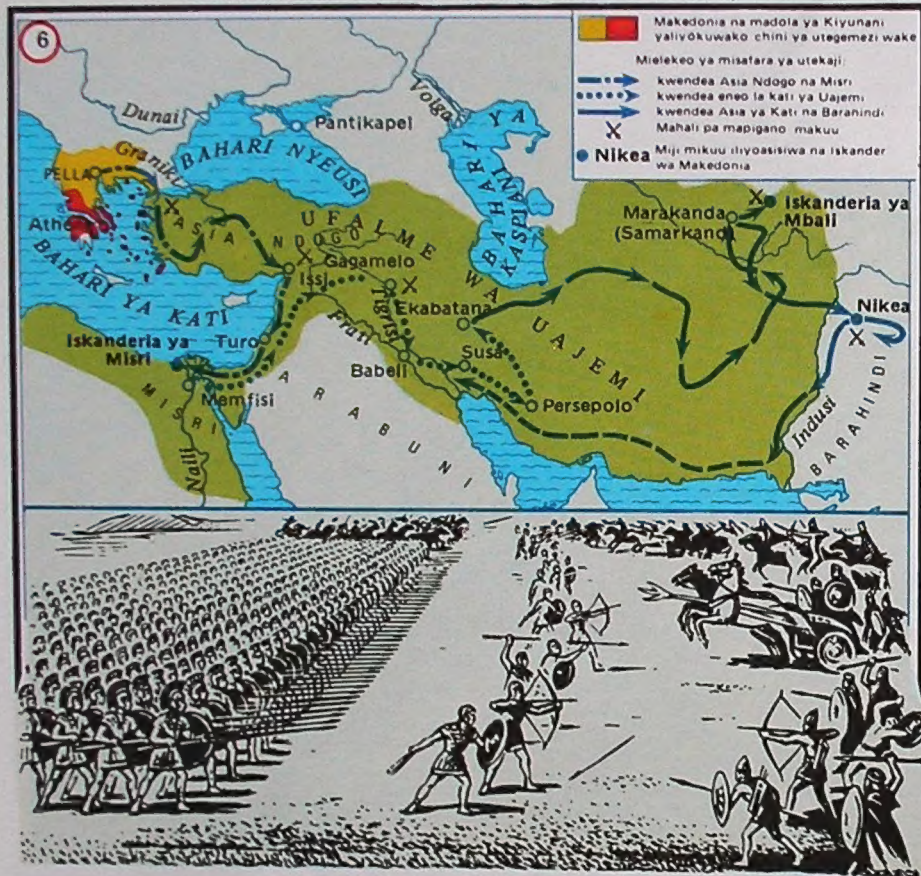 6
Makedonia na madola ya Kiyunani
yaliyokuwako chini ya utegemezi wake
Mielekeo ya misafara ya utekaji:
kwendea Asia Ndogo na Misri
kwendea eneo la kati ya Uajemi
kwendea Asia ya Kati na Baranindi
Mahali pa mapigano makuu
Nikea Miji mikuu iliyoasisiwa na Iskander
wa Makedonia
Dunai
Volga
Pantikapei
BAHARI NYEUSI
BAHARI YA
KASPIANI
Graniki
PELLA
Athe
ASIA
NDOGO
BAHARI YA KATI
UFALME WA
UAJEMI
Marakanda
(Samarkand)
Iskanderia ya
Mbali
Gagamelo
Issi
Ekabatana
Tigrisi
Frati
Nikea
Iskanderia ya
Misri
Turo
Babeli
Susa
Memfisi
MISRI
ARABUNI
Persepolo
Indusi
BARAHINDI
Naili